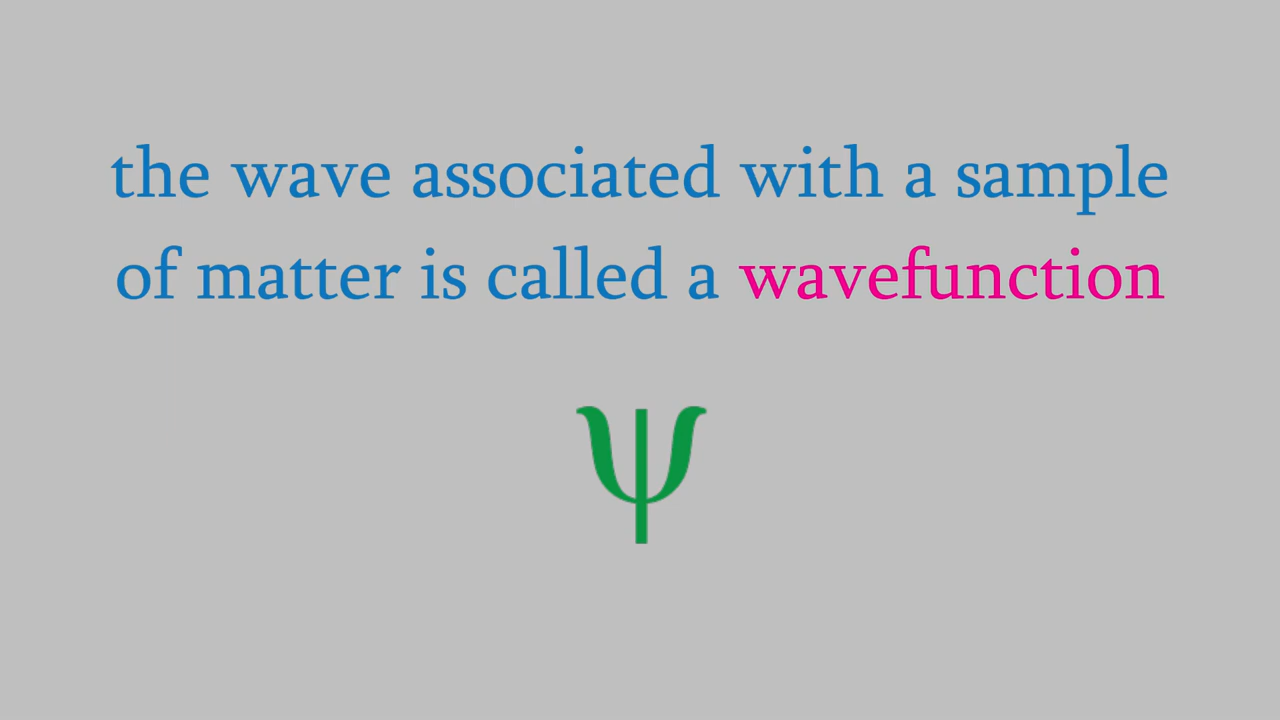 the wave associated with a sample
of matter is called a wavefunction
ψ